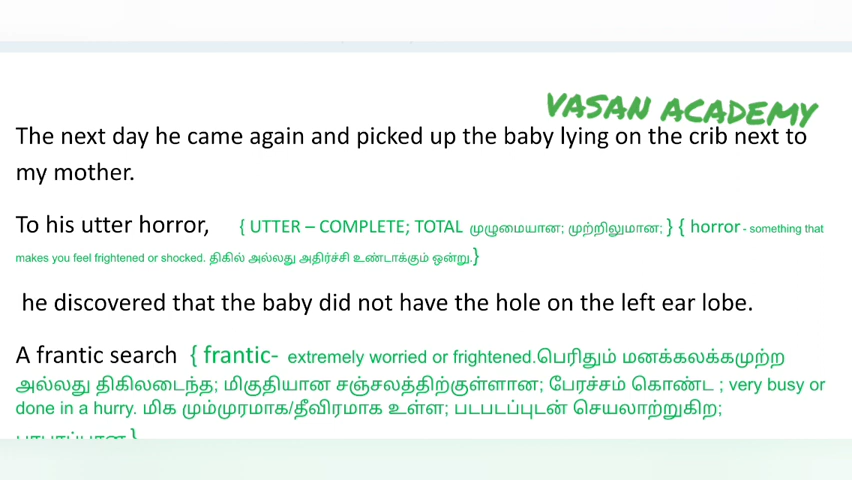 VASAN ACADEMY
The next day he came again and picked up the baby lying on the crib next to
my mother.
To his utter horror, { UTTER – COMPLETE; TOTAL முழுமையான; முற்றிலுமான; } { horror - something that
makes you feel frightened or shocked. திகில் அல்லது அதிர்ச்சி உண்டாக்கும் ஒன்று.}
he discovered that the baby did not have the hole on the left ear lobe.
A frantic search { frantic- extremely worried or frightened.பெரிதும் மனக்கலக்கமுற்ற
அல்லது திகிலடைந்த; மிகுதியான சஞ்சலத்திற்குள்ளான; பேரச்சம் கொண்ட ; very busy or
done in a hurry. மிக மும்முரமாக/தீவிரமாக உள்ள; படபடப்புடன் செயலாற்றுகிற;